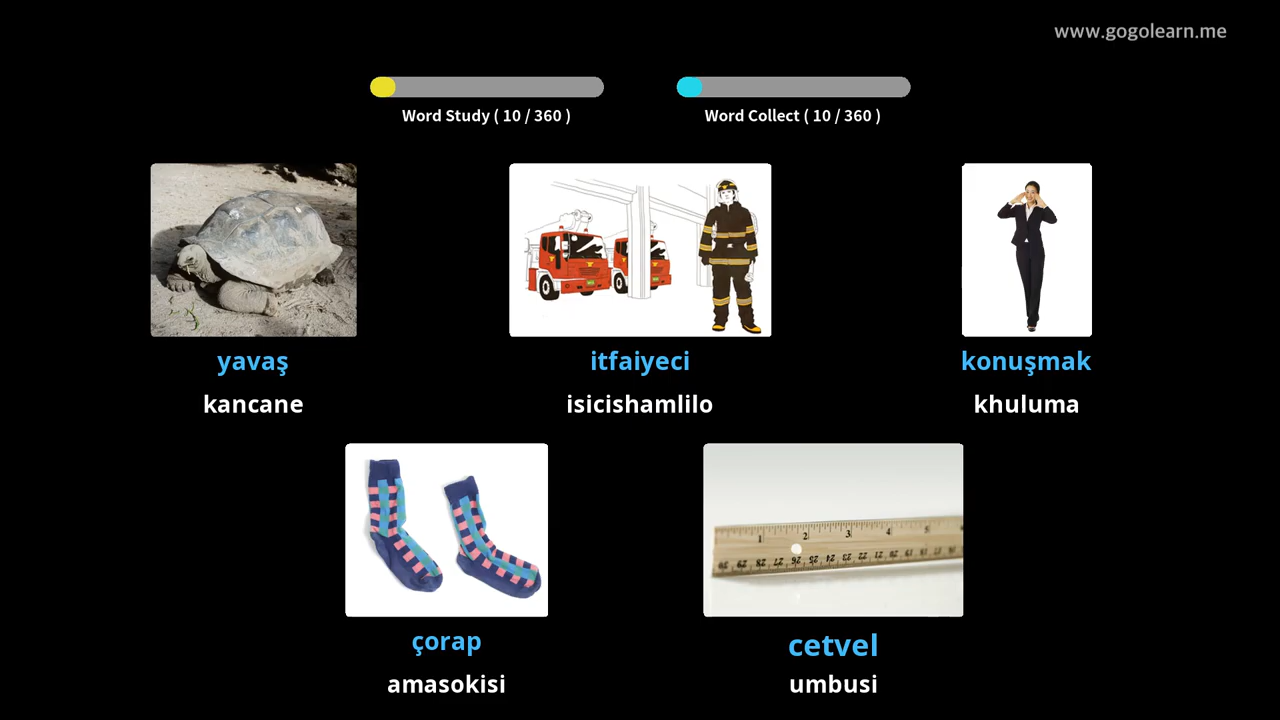 www.gogolearn.me
Word Study ( 10 / 360 )
Word Collect ( 10 / 360 )
yavaş
itfaiyeci
konuşmak
kancane
isicishamlilo
khuluma
çorap
cetvel
amasokisi
umbusi